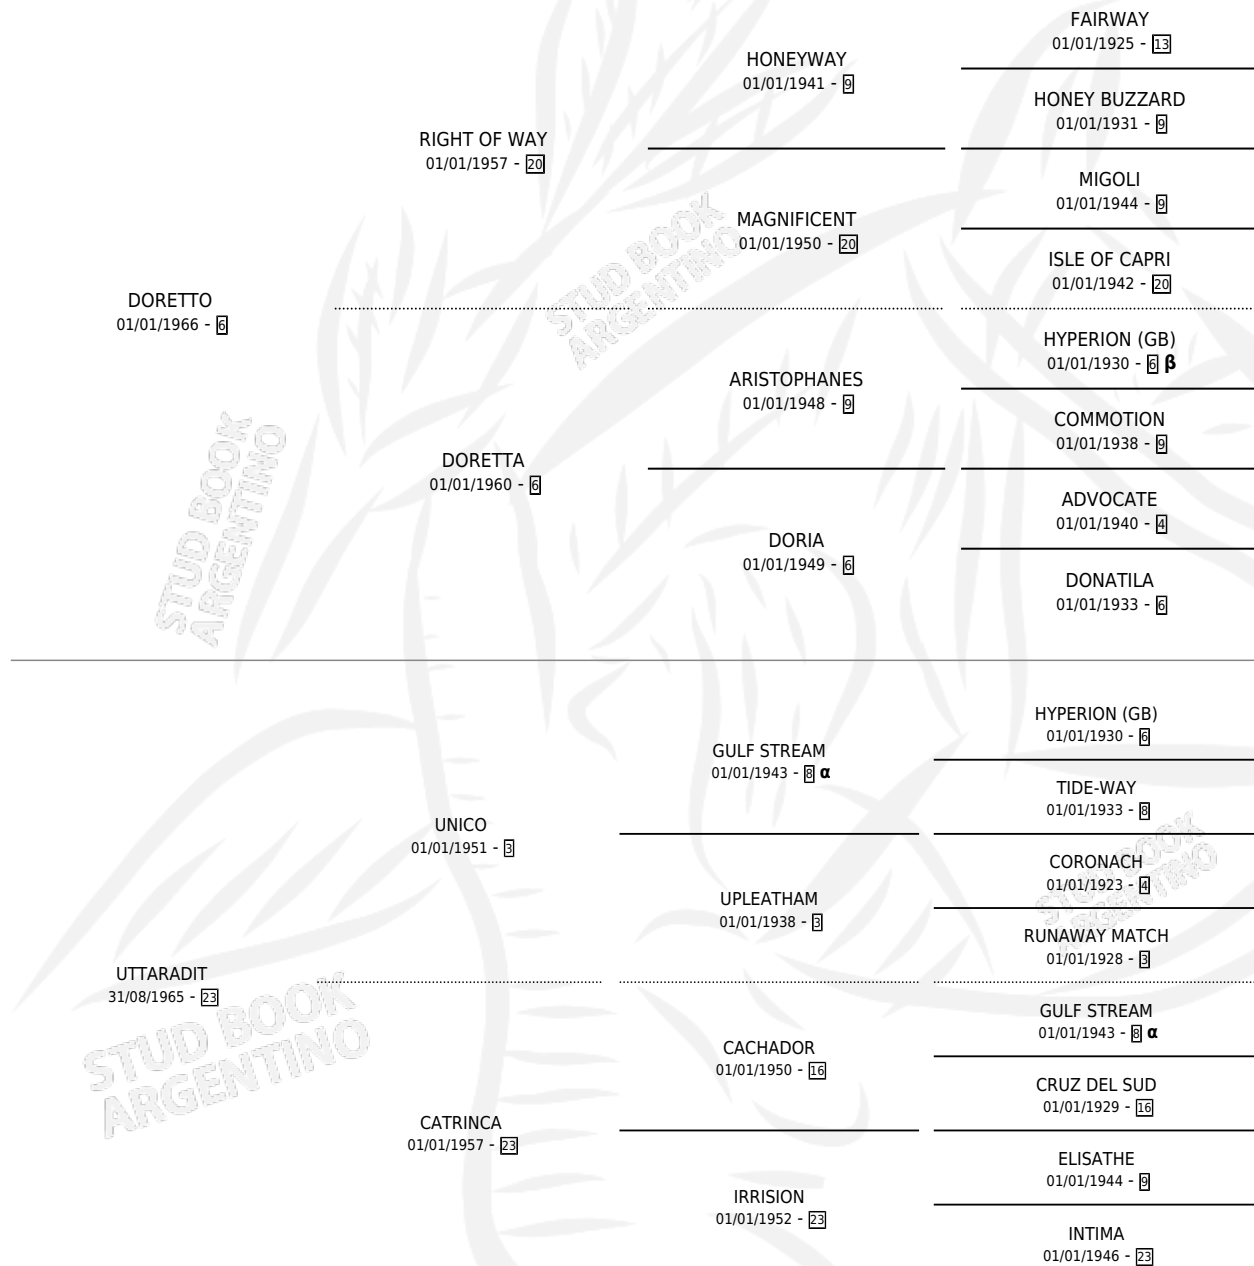 FAIRWAY
01/01/1925 - 13
HONEYWAY
01/01/1941 - 9
HONEY BUZZARD
01/01/1931 - 9
RIGHT OF WAY
01/01/1957 - 20
MIGOLI
01/01/1944 - 9
MAGNIFICENT
01/01/1950 - 20
ISLE OF CAPRI
01/01/1942 - 20
DORETTO
01/01/1966 - 6
HYPERION (GB)
01/01/1930 - 6 β
ARISTOPHANES
01/01/1948 - 9
COMMOTION
01/01/1938 - 9
DORETTA
01/01/1960 - 6
ADVOCATE
01/01/1940 - 4
DORIA
01/01/1949 - 6
DONATILA
01/01/1933 - 6
STUD BOOK
ARGENTINO
STUD BOOK
ARGENTINO
HYPERION (GB)
01/01/1930 - 6
GULF STREAM
01/01/1943 - 8 α
TIDE-WAY
01/01/1933 - 8
UNICO
01/01/1951 - 3
CORONACH
01/01/1923 - 4
UPLEATHAM
01/01/1938 - 3
RUNAWAY MATCH
01/01/1928 - 3
UTTARADIT
31/08/1965 - 23
GULF STREAM
01/01/1943 - 8 α
CACHADOR
01/01/1950 - 16
CRUZ DEL SUD
01/01/1929 - 16
CATRINCA
01/01/1957 - 23
ELISATHE
01/01/1944 - 9
IRRISION
01/01/1952 - 23
INTIMA
01/01/1946 - 23
STUD BOOK
ARGENTINO
STUD BOOK
ARGENTINO